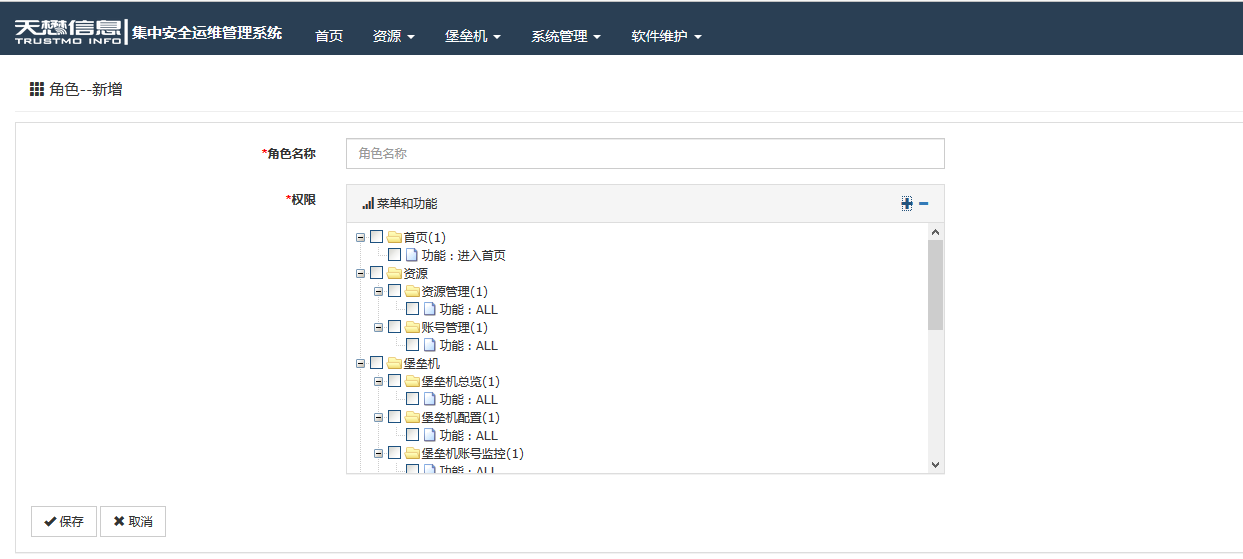 天懋信息 集中安全运维管理系统 首页 资源 堡垒机 系统管理 软件维护
TRUSTMO INFO
角色--新增
*角色名称 角色名称
*权限 菜单和功能
首页(1)
功能：进入首页
资源
资源管理(1)
功能：ALL
账号管理(1)
功能：ALL
堡垒机
堡垒机总览(1)
功能：ALL
堡垒机配置(1)
功能：ALL
堡垒机账号监控(1)
功能：ALL
保存 取消